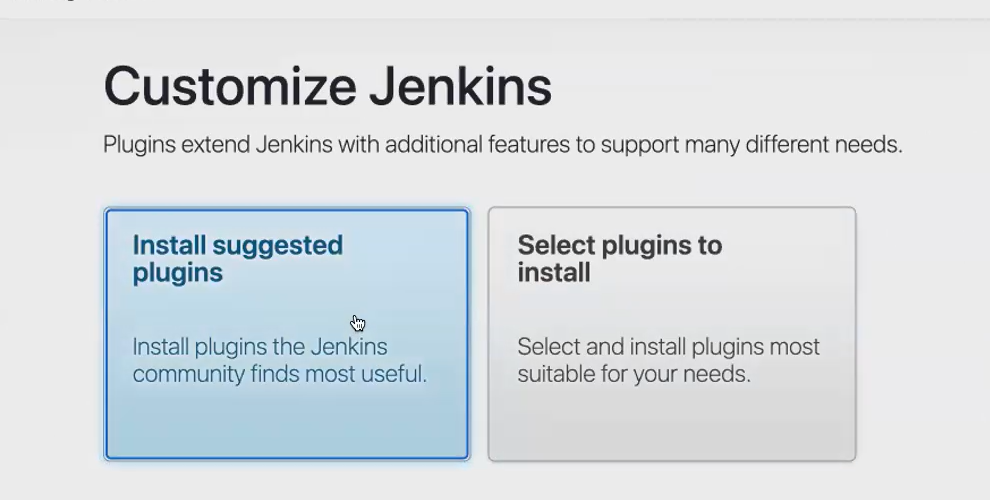 Customize Jenkins
Plugins extend Jenkins with additional features to support many different needs.
Install suggested
plugins
Install plugins the Jenkins
community finds most useful.
Select plugins to
install
Select and install plugins most
suitable for your needs.